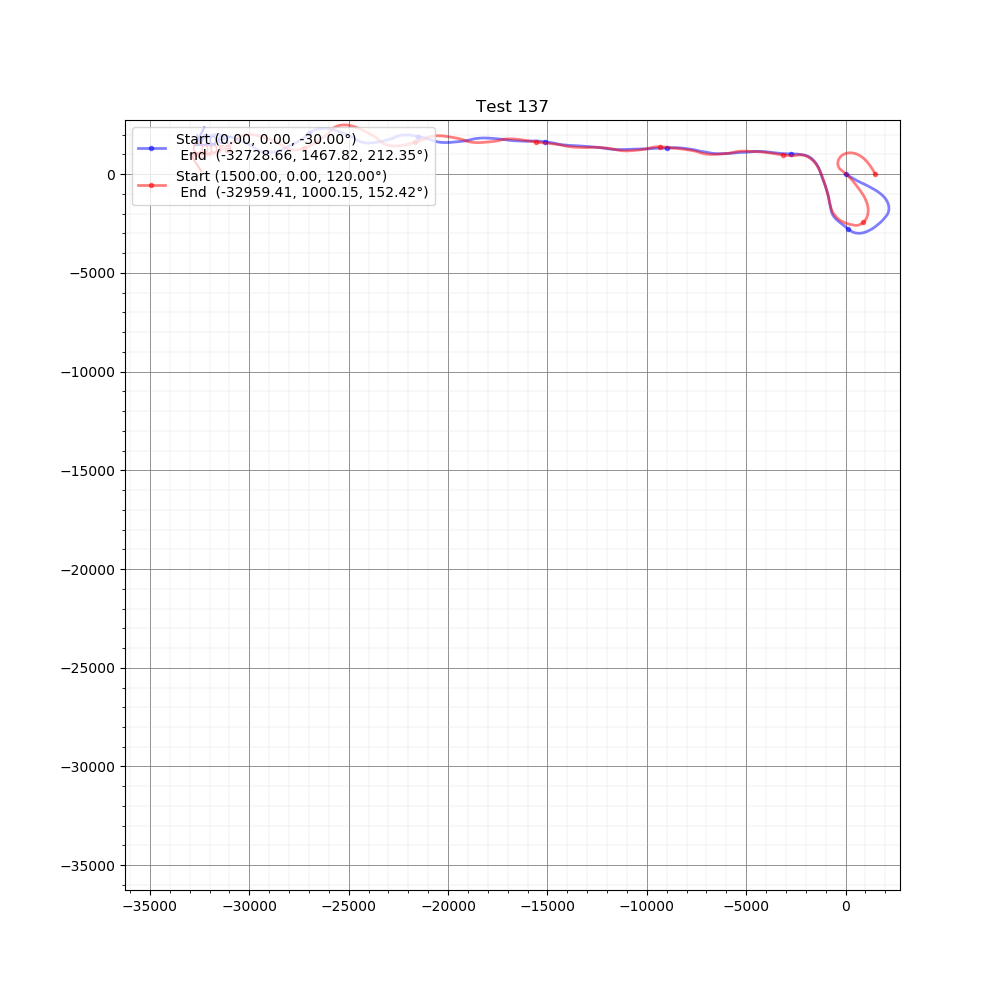 Test 137
Start (0.00, 0.00, -30.00°)
End (-32728.66, 1467.82, 212.35°)
Start (1500.00, 0.00, 120.00°)
End (-32959.41, 1000.15, 152.42°)
0
−5000
−10000
−15000
−20000
−25000
−30000
−35000
−35000 −30000 −25000 −20000 −15000 −10000 −5000 0